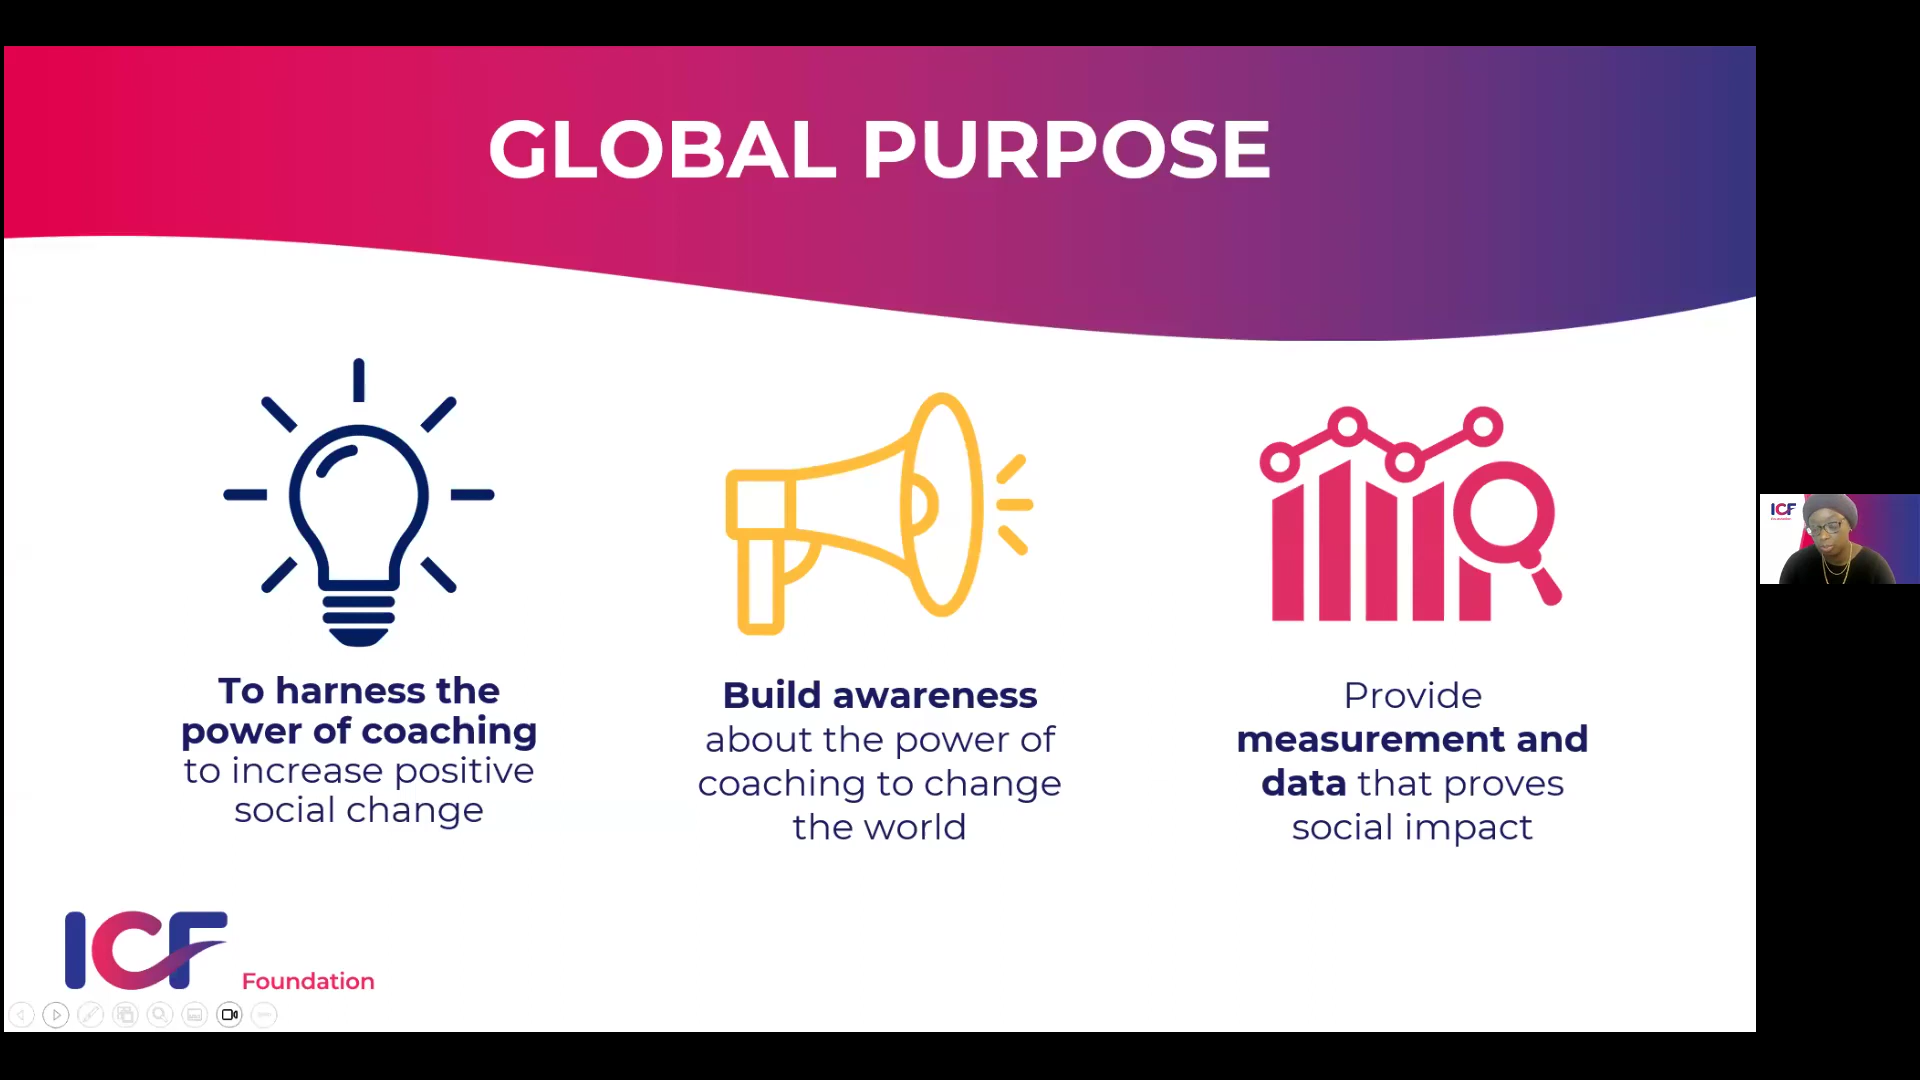 GLOBAL PURPOSE
To harness the
power of coaching
to increase positive
social change
Build awareness
about the power of
coaching to change
the world
Provide
measurement and
data that proves
social impact
ICF
Foundation
ICF